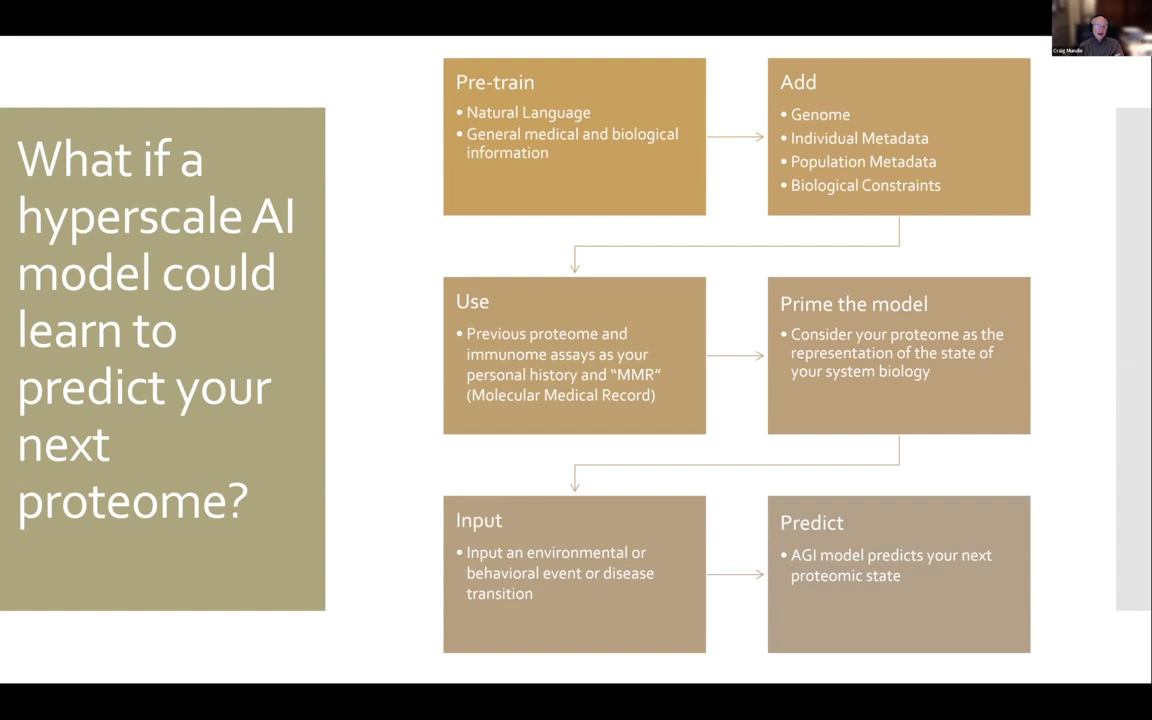 Craig Mundie
What if a
hyperscale AI
model could
learn to
predict your
next
proteome?
Pre-train
• Natural Language
• General medical and biological
information
Add
• Genome
• Individual Metadata
• Population Metadata
• Biological Constraints
Use
• Previous proteome and
immunome assays as your
personal history and “MMR”
(Molecular Medical Record)
Prime the model
• Consider your proteome as the
representation of the state of
your system biology
Input
• Input an environmental or
behavioral event or disease
transition
Predict
• AGI model predicts your next
proteomic state